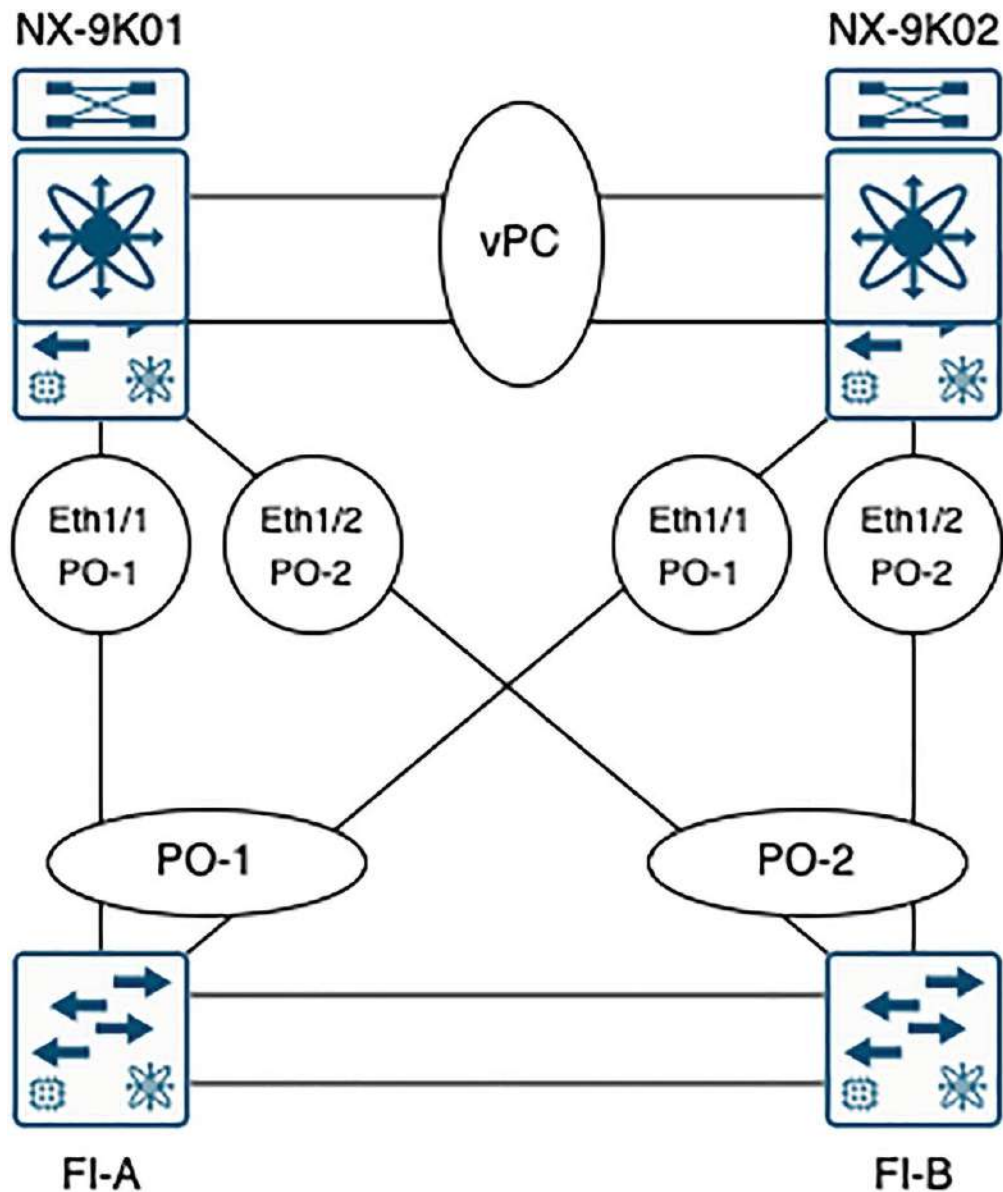 NX-9K01
NX-9K02
vPC
Eth1/1
PO-1
Eth1/2
PO-2
Eth1/1
PO-1
Eth1/2
PO-2
PO-1
PO-2
FI-A
FI-B